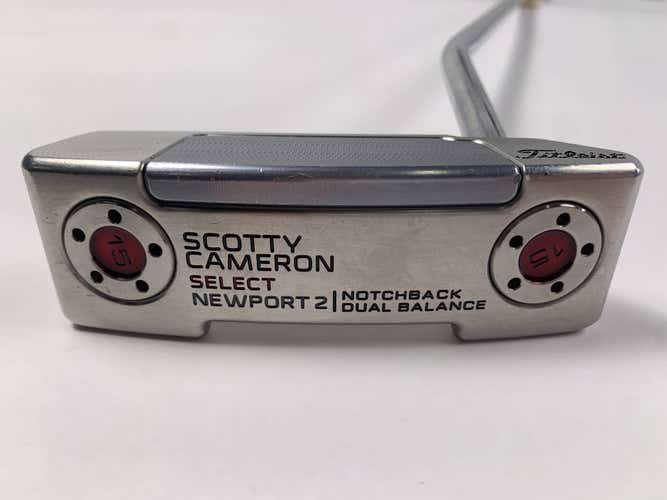 Titleist
SCOTTY
CAMERON
SELECT
NEWPORT 2 | NOTCHBACK
DUAL BALANCE
15
15